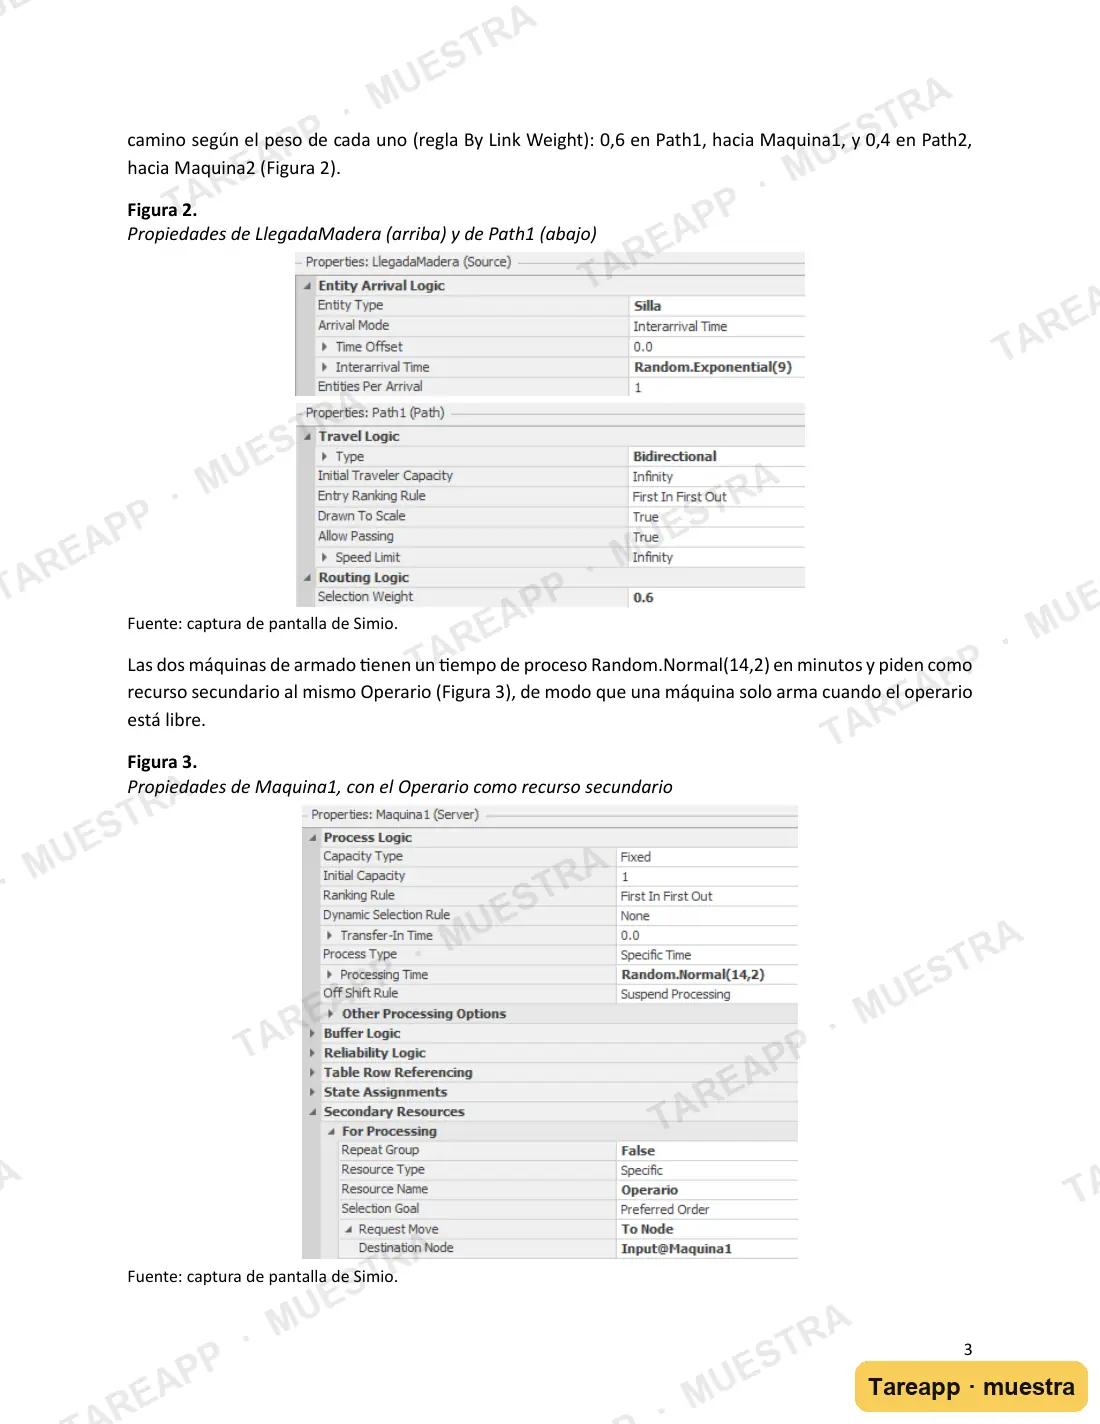 camino según el peso de cada uno (regla By Link Weight): 0,6 en Path1, hacia Maquina1, y 0,4 en Path2,
hacia Maquina2 (Figura 2).
Figura 2.
Propiedades de LlegadaMadera (arriba) y de Path1 (abajo)
Properties: LlegadaMadera (Source)
Entity Arrival Logic
Entity Type Silla
Arrival Mode Interarrival Time
Time Offset 0.0
Interarrival Time Random.Exponential(9)
Entities Per Arrival 1
Properties: Path1 (Path)
Travel Logic
Type Bidirectional
Initial Traveler Capacity Infinity
Entry Ranking Rule First In First Out
Drawn To Scale True
Allow Passing True
Speed Limit Infinity
Routing Logic
Selection Weight 0.6
Fuente: captura de pantalla de Simio.
Las dos máquinas de armado tienen un tiempo de proceso Random.Normal(14,2) en minutos y piden como
recurso secundario al mismo Operario (Figura 3), de modo que una máquina solo arma cuando el operario
está libre.
Figura 3.
Propiedades de Maquina1, con el Operario como recurso secundario
Properties: Maquina1 (Server)
Process Logic
Capacity Type Fixed
Initial Capacity 1
Ranking Rule First In First Out
Dynamic Selection Rule None
Transfer-In Time 0.0
Process Type Specific Time
Processing Time Random.Normal(14,2)
Off Shift Rule Suspend Processing
Other Processing Options
Buffer Logic
Reliability Logic
Table Row Referencing
State Assignments
Secondary Resources
For Processing
Repeat Group False
Resource Type Specific
Resource Name Operario
Selection Goal Preferred Order
Request Move To Node
Destination Node Input@Maquina1
Fuente: captura de pantalla de Simio.
3
Tareapp · muestra
TAREAPP · MUESTRA